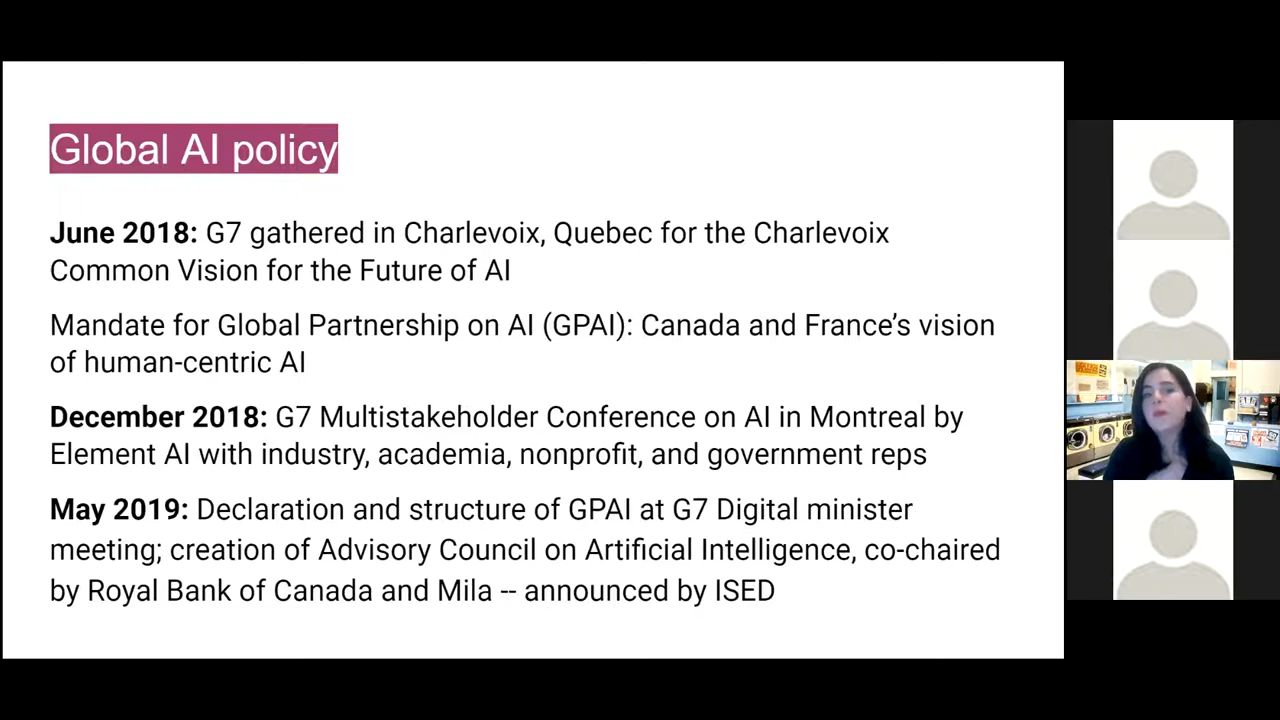 Global AI policy
June 2018: G7 gathered in Charlevoix, Quebec for the Charlevoix
Common Vision for the Future of AI
Mandate for Global Partnership on AI (GPAI): Canada and France’s vision
of human-centric AI
December 2018: G7 Multistakeholder Conference on AI in Montreal by
Element AI with industry, academia, nonprofit, and government reps
May 2019: Declaration and structure of GPAI at G7 Digital minister
meeting; creation of Advisory Council on Artificial Intelligence, co-chaired
by Royal Bank of Canada and Mila -- announced by ISED